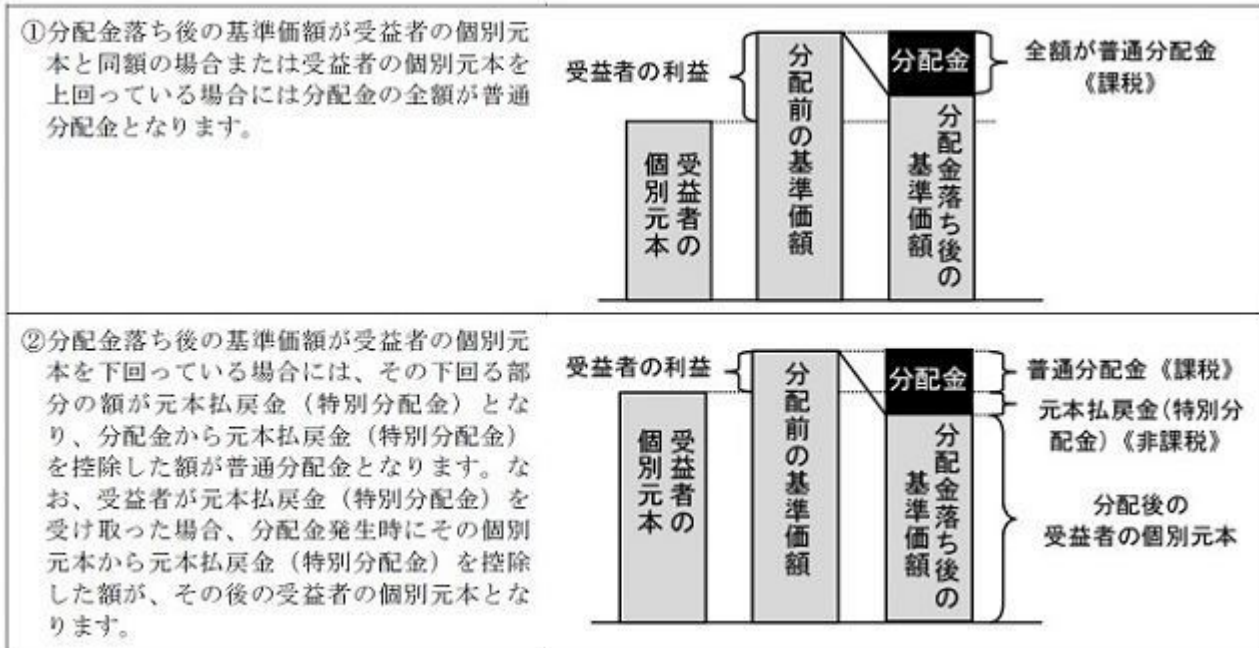 ①分配金落ち後の基準価額が受益者の個別元
本と同額の場合または受益者の個別元本を
上回っている場合には分配金の全額が普通
分配金となります。
受益者の利益
受益者の
個別元本
分配前の基準価額
分配金
分配金落ち後の
基準価額
全額が普通分配金
《課税》
②分配金落ち後の基準価額が受益者の個別元
本を下回っている場合には、その下回る部
分の額が元本払戻金（特別分配金）とな
り、分配金から元本払戻金（特別分配金）
を控除した額が普通分配金となります。な
お、受益者が元本払戻金（特別分配金）を
受け取った場合、分配金発生時にその個別
元本から元本払戻金（特別分配金）を控除
した額が、その後の受益者の個別元本とな
ります。
受益者の利益
受益者の
個別元本
分配前の基準価額
分配金
分配金落ち後の
基準価額
普通分配金《課税》
元本払戻金(特別分
配金)《非課税》
分配後の
受益者の個別元本